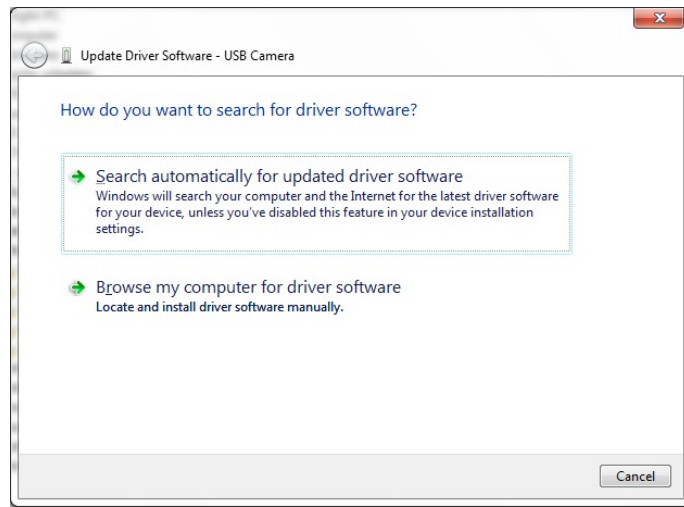 Update Driver Software - USB Camera
How do you want to search for driver software?
Search automatically for updated driver software
Windows will search your computer and the Internet for the latest driver software
for your device, unless you've disabled this feature in your device installation
settings.
Browse my computer for driver software
Locate and install driver software manually.
Cancel